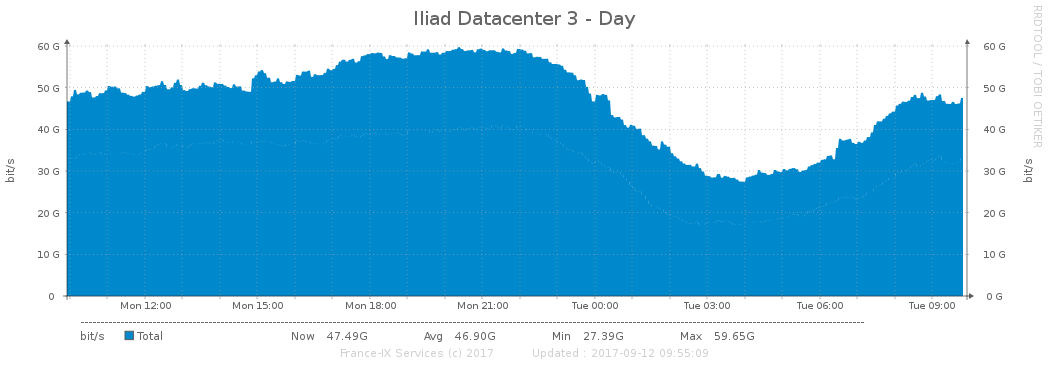 Iliad Datacenter 3 - Day
RRDTOOL / TOBI OETIKER
60 G 60 G
50 G 50 G
40 G 40 G
30 G 30 G
20 G 20 G
10 G 10 G
0 0 G
bit/s bit/s
Mon 12:00 Mon 15:00 Mon 18:00 Mon 21:00 Tue 00:00 Tue 03:00 Tue 06:00 Tue 09:00
bit/s Total Now 47.49G Avg 46.90G Min 27.39G Max 59.65G
France-IX Services (c) 2017 Updated : 2017-09-12 09:55:09